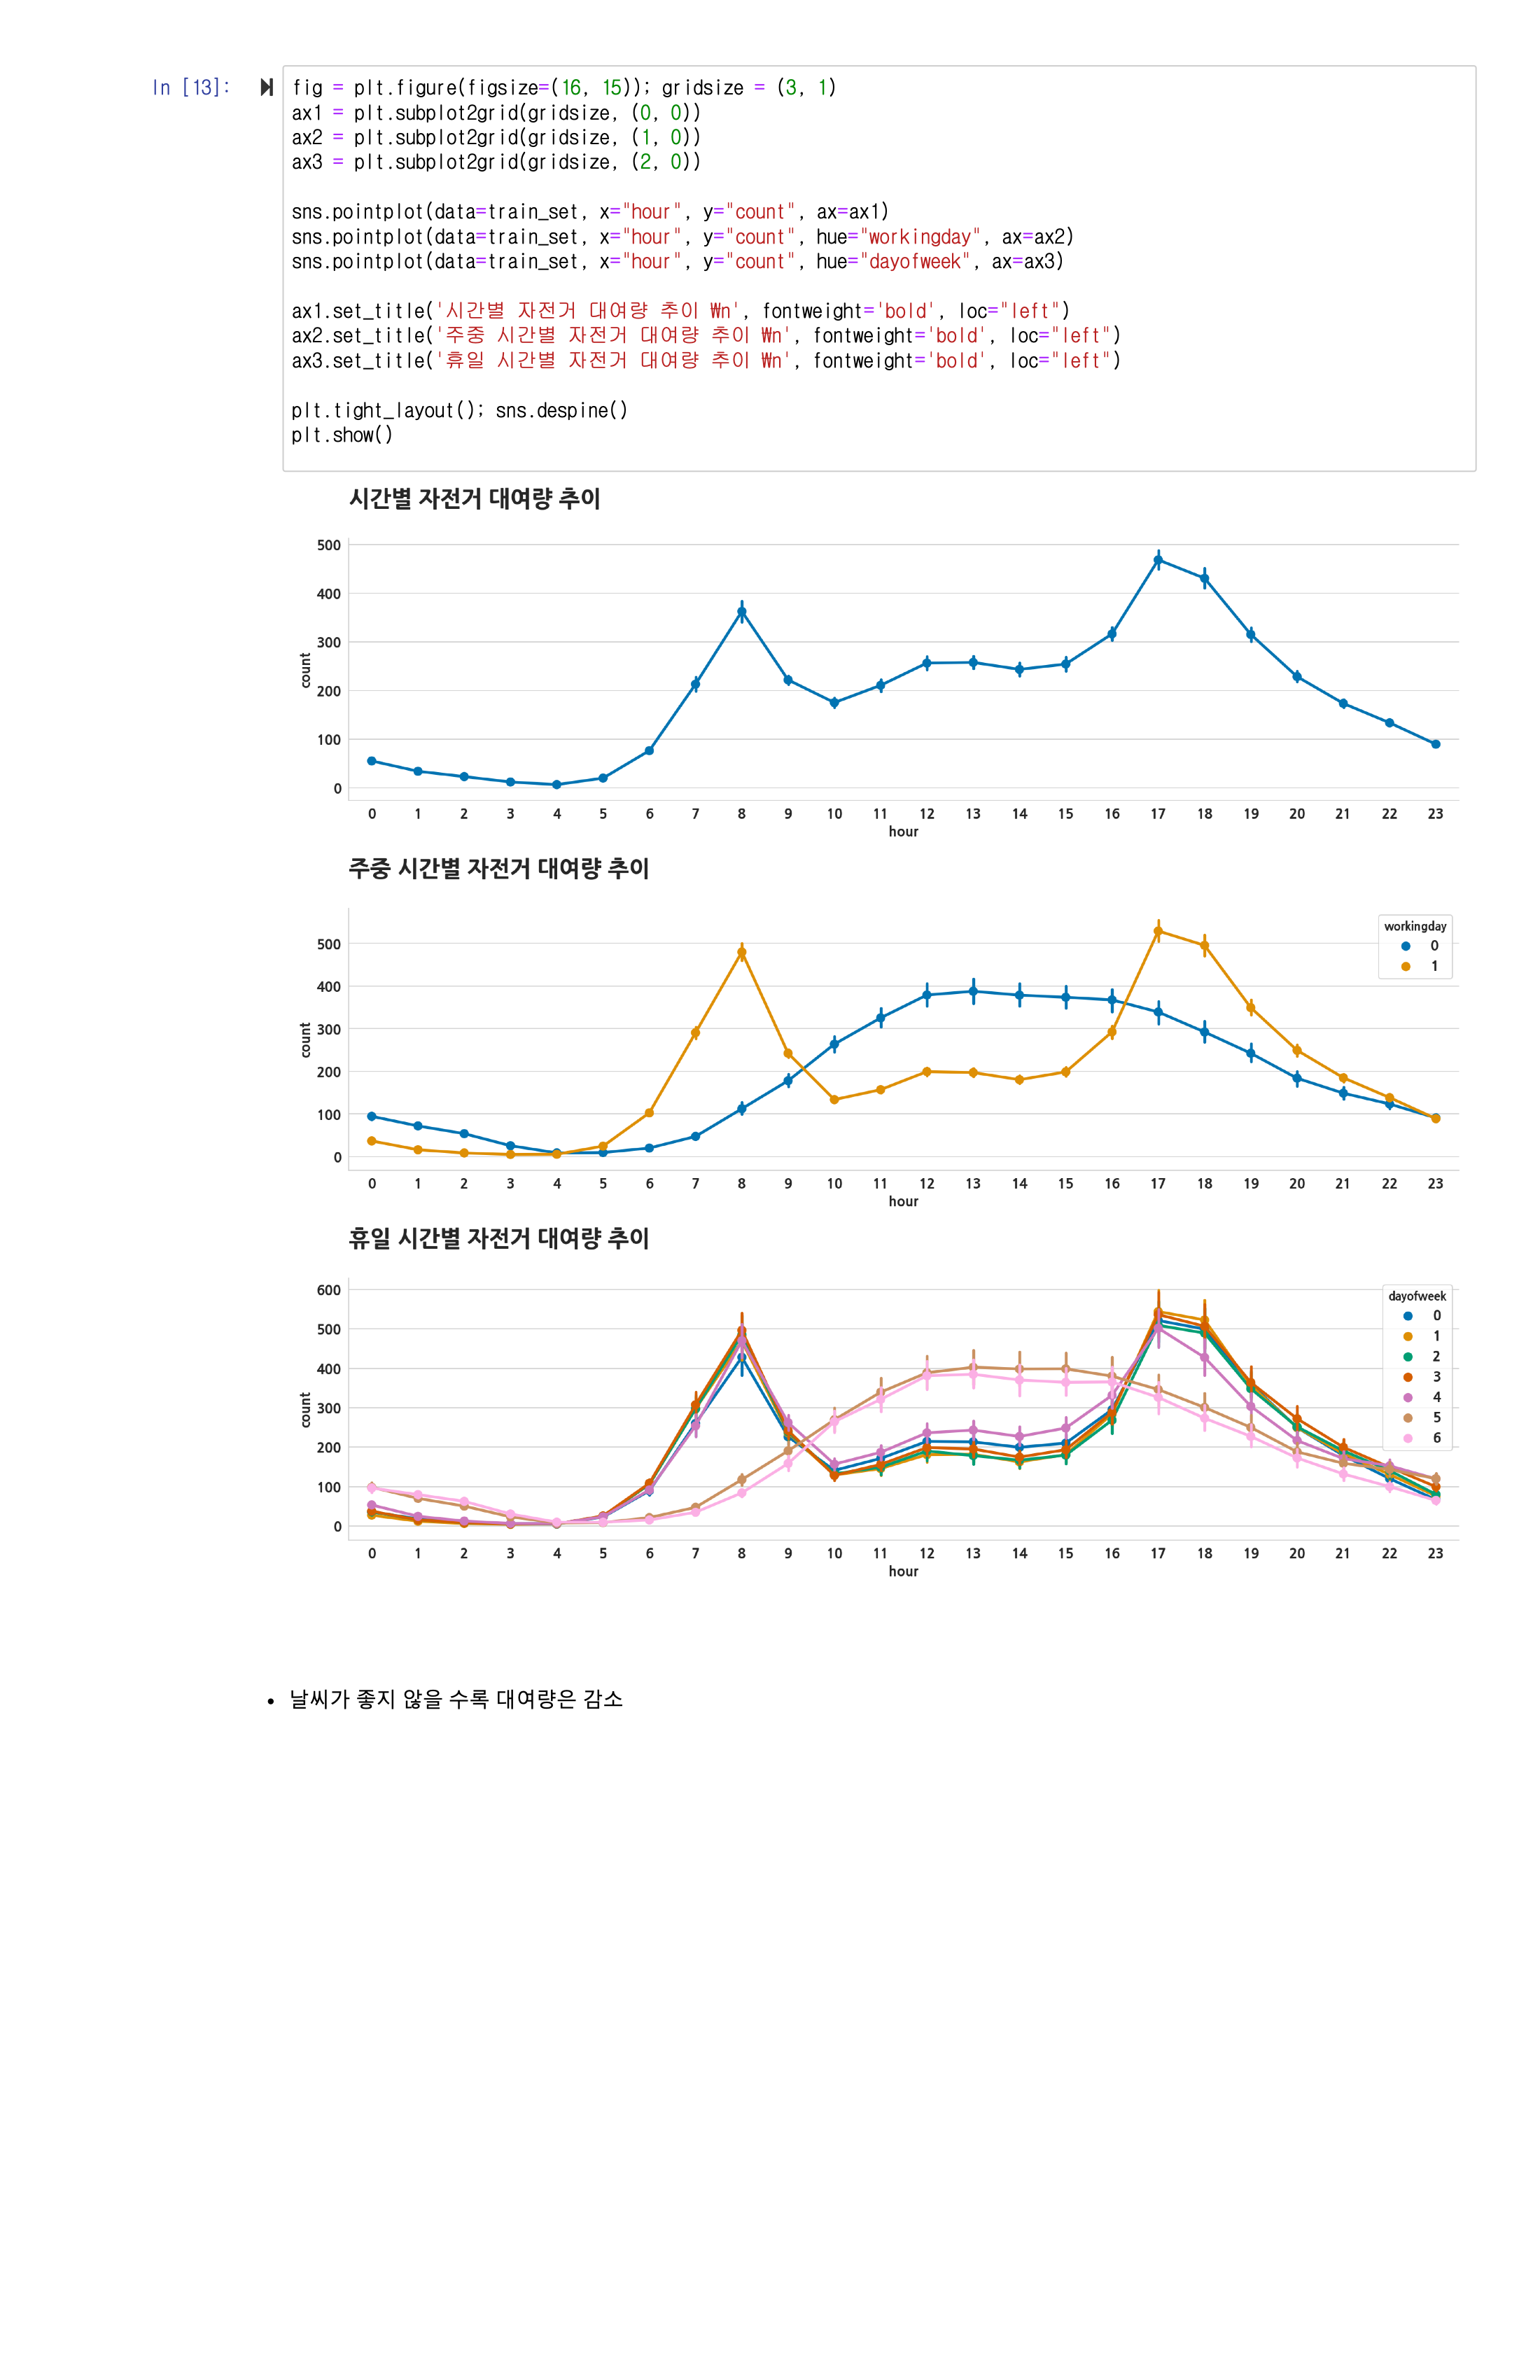 In [13]:
fig = plt.figure(figsize=(16, 15)); gridsize = (3, 1)
ax1 = plt.subplot2grid(gridsize, (0, 0))
ax2 = plt.subplot2grid(gridsize, (1, 0))
ax3 = plt.subplot2grid(gridsize, (2, 0))
sns.pointplot(data=train_set, x="hour", y="count", ax=ax1)
sns.pointplot(data=train_set, x="hour", y="count", hue="workingday", ax=ax2)
sns.pointplot(data=train_set, x="hour", y="count", hue="dayofweek", ax=ax3)
ax1.set_title('시간별 자전거 대여량 추이 ₩n', fontweight='bold', loc="left")
ax2.set_title('주중 시간별 자전거 대여량 추이 ₩n', fontweight='bold', loc="left")
ax3.set_title('휴일 시간별 자전거 대여량 추이 ₩n', fontweight='bold', loc="left")
plt.tight_layout(); sns.despine()
plt.show()
시간별 자전거 대여량 추이
500
400
300
200
100
0
count
0 1 2 3 4 5 6 7 8 9 10 11 12 13 14 15 16 17 18 19 20 21 22 23
hour
주중 시간별 자전거 대여량 추이
workingday
0
1
500
400
300
200
100
0
count
0 1 2 3 4 5 6 7 8 9 10 11 12 13 14 15 16 17 18 19 20 21 22 23
hour
휴일 시간별 자전거 대여량 추이
dayofweek
0
1
2
3
4
5
6
600
500
400
300
200
100
0
count
0 1 2 3 4 5 6 7 8 9 10 11 12 13 14 15 16 17 18 19 20 21 22 23
hour
• 날씨가 좋지 않을 수록 대여량은 감소